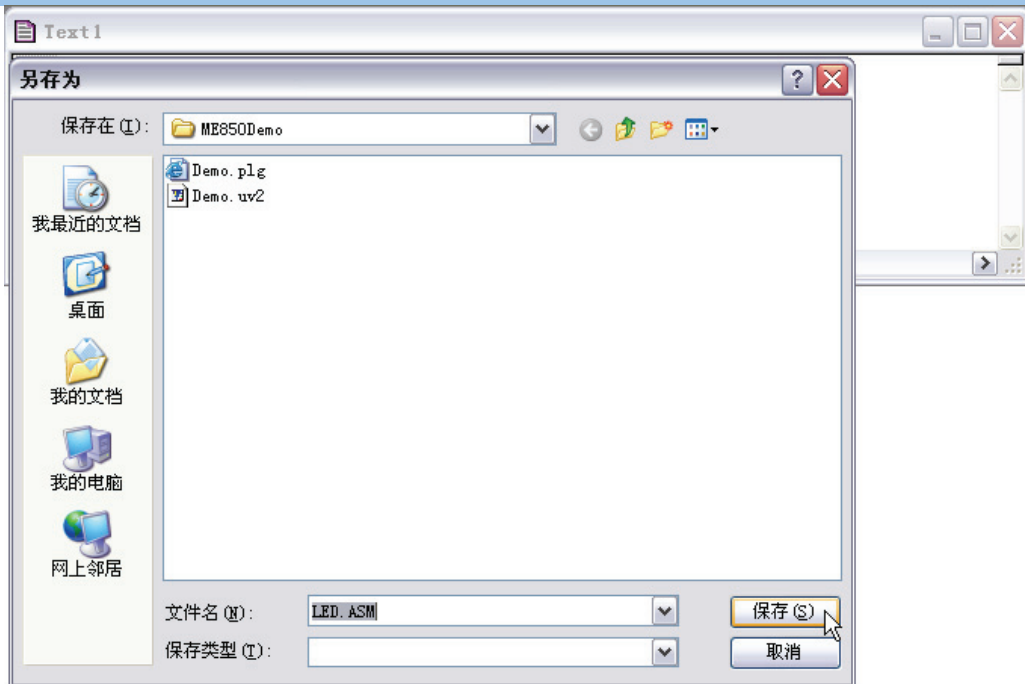 Text1
另存为
保存在(I):
ME850Demo
Demo.plg
Demo.uv2
我最近的文档
桌面
我的文档
我的电脑
网上邻居
文件名(N):
LED.ASM
保存(S)
保存类型(T):
取消